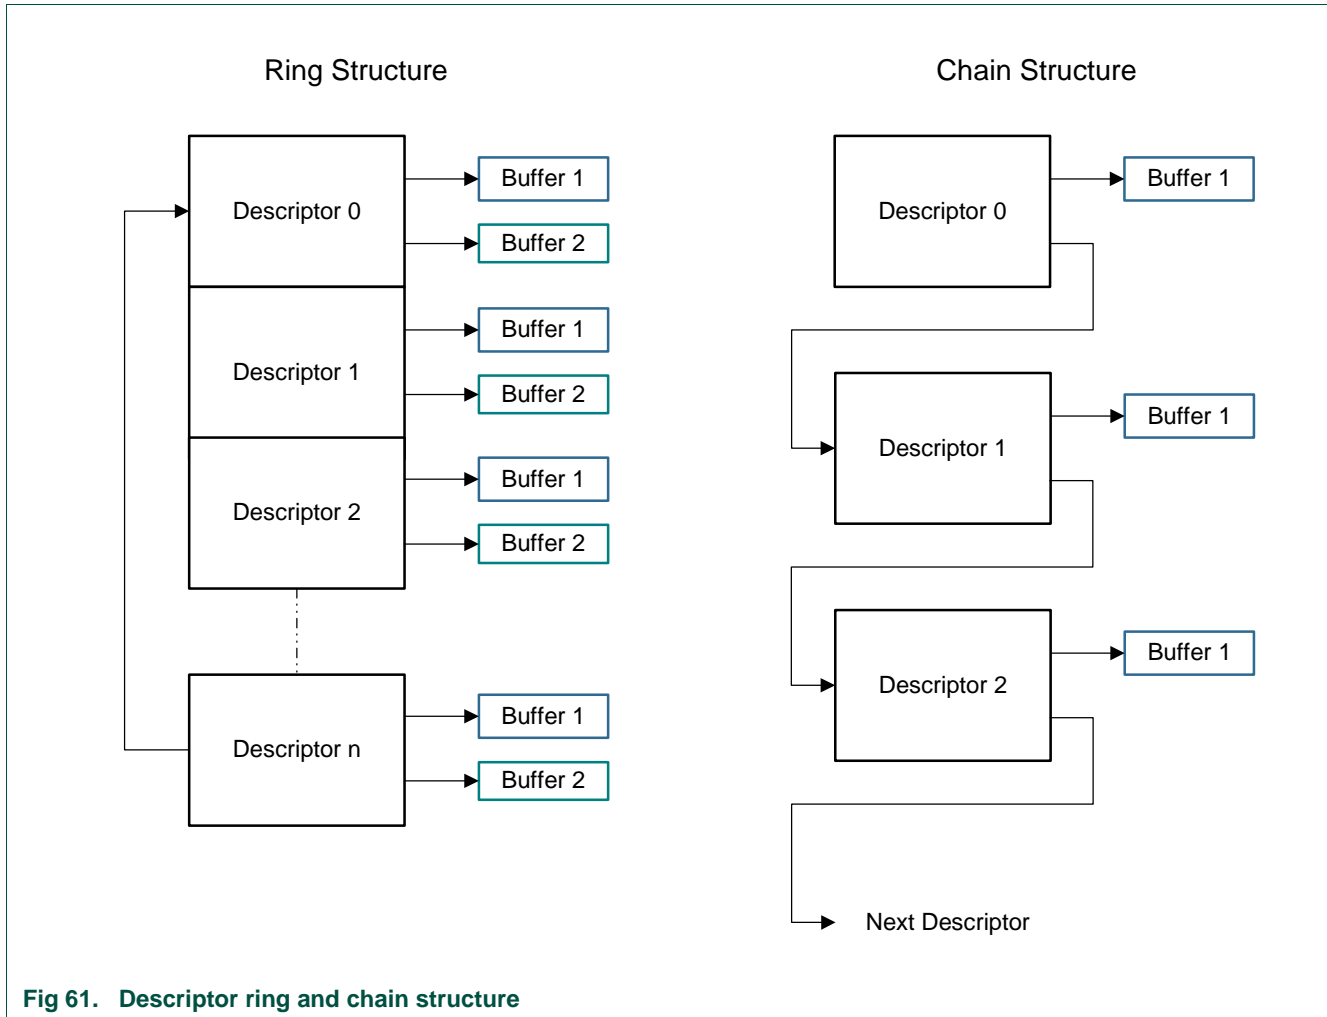 Ring Structure
Descriptor 0
Buffer 1
Buffer 2
Descriptor 1
Buffer 1
Buffer 2
Descriptor 2
Buffer 1
Buffer 2
Descriptor n
Buffer 1
Buffer 2
Chain Structure
Descriptor 0
Buffer 1
Descriptor 1
Buffer 1
Descriptor 2
Buffer 1
Next Descriptor
Fig 61. Descriptor ring and chain structure